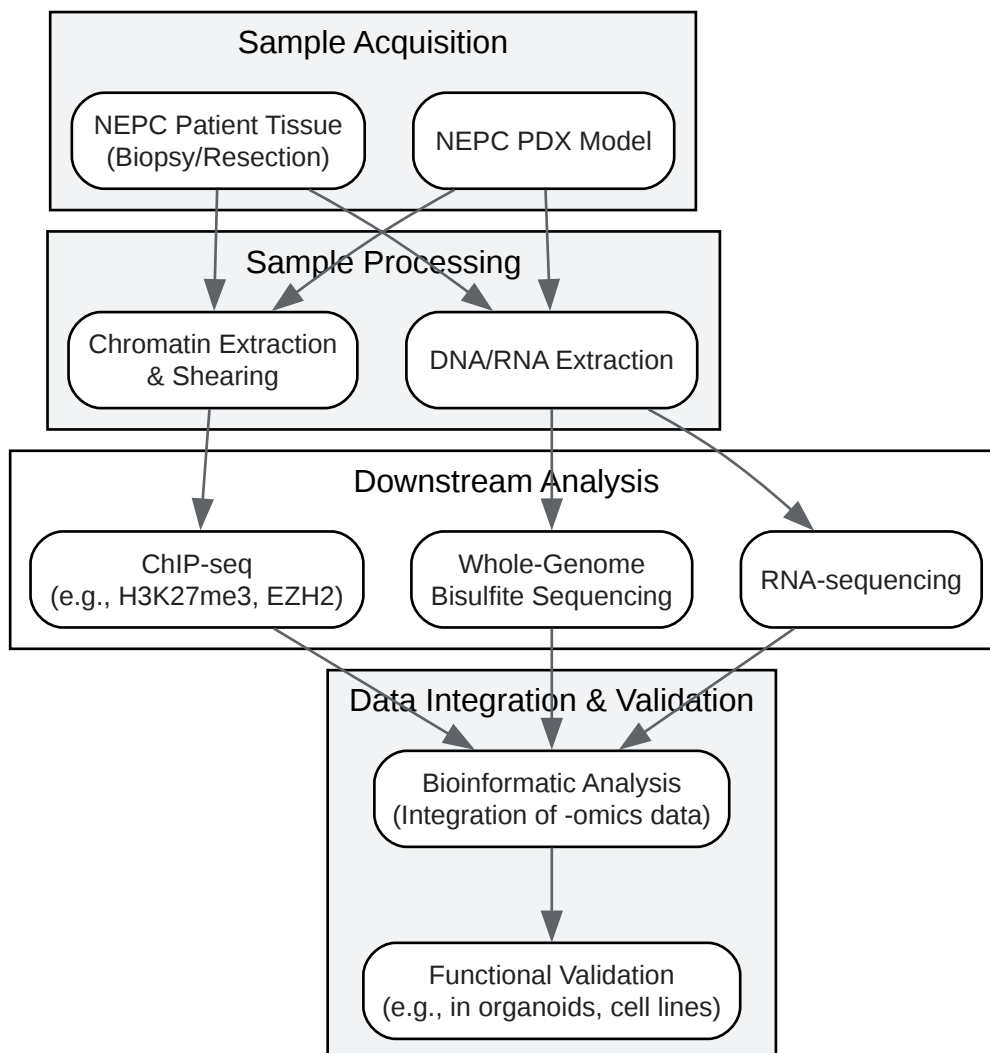 Sample Acquisition
NEPC Patient Tissue
(Biopsy/Resection)
NEPC PDX Model
Sample Processing
Chromatin Extraction
& Shearing
DNA/RNA Extraction
Downstream Analysis
ChIP-seq
(e.g., H3K27me3, EZH2)
Whole-Genome
Bisulfite Sequencing
RNA-sequencing
Data Integration & Validation
Bioinformatic Analysis
(Integration of -omics data)
Functional Validation
(e.g., in organoids, cell lines)